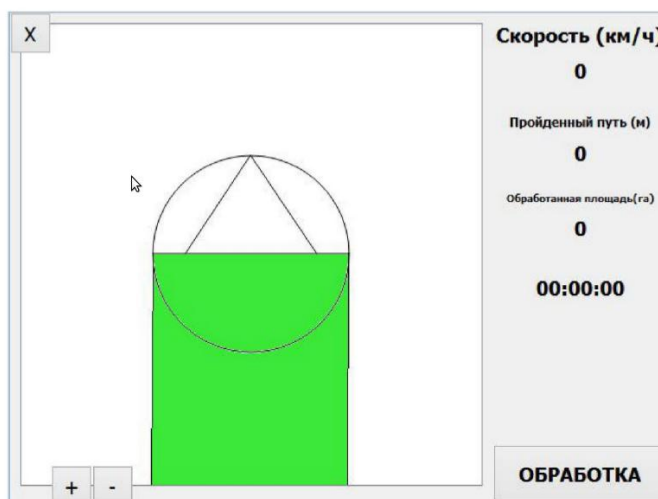 X
Скорость (км/ч)
0
Пройденный путь (м)
0
Обработанная площадь(га)
0
00:00:00
+ -
ОБРАБОТКА